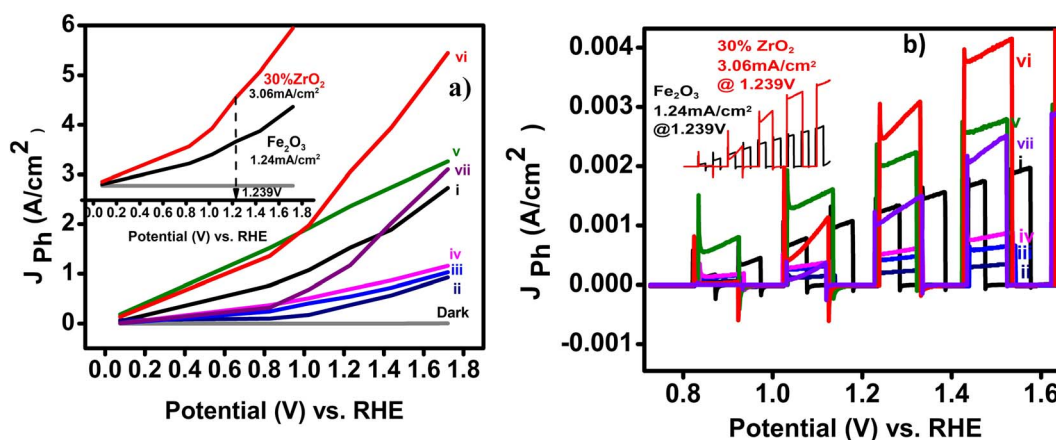 a)
J Ph (A/cm²)
6
5
4
3
2
1
0
0.0 0.2 0.4 0.6 0.8 1.0 1.2 1.4 1.6 1.8
Potential (V) vs. RHE
30%ZrO₂
3.06mA/cm²
Fe₂O₃
1.24mA/cm²
1.239V
0.0 0.2 0.4 0.6 0.8 1.0 1.2 1.4 1.6 1.8
Potential (V) vs. RHE
vi
v
vii
i
iv
iii
ii
Dark
b)
J Ph (A/cm²)
0.004
0.003
0.002
0.001
0.000
-0.001
0.8 1.0 1.2 1.4 1.6
Potential (V) vs. RHE
30% ZrO₂
3.06mA/cm²
@ 1.239V
Fe₂O₃
1.24mA/cm²
@1.239V
vi
v
vii
i
iv
ii